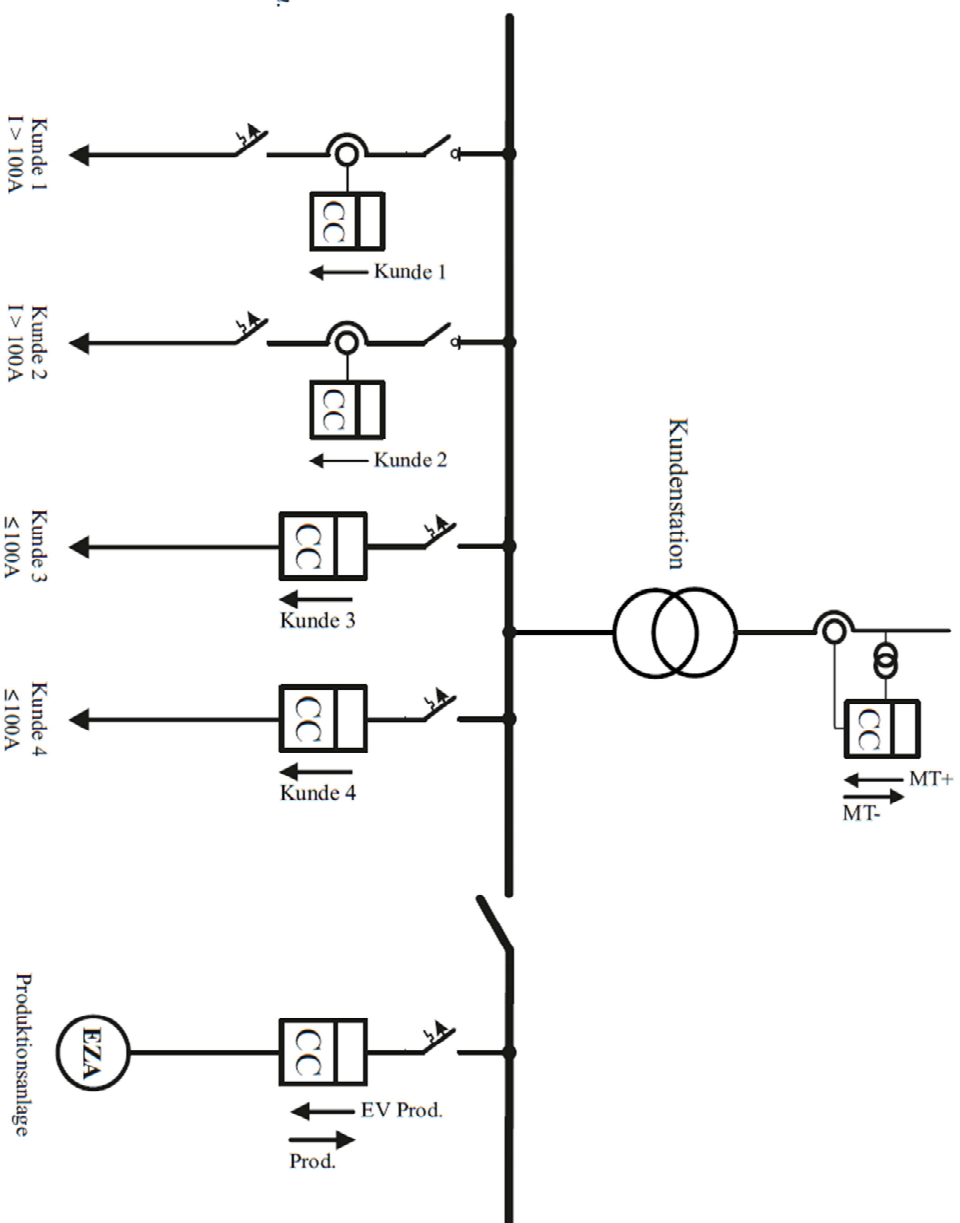 Kunde 1
I > 100A
CC
Kunde 1
Kunde 2
I > 100A
CC
Kunde 2
Kunde 3
≤100A
CC
Kunde 3
Kundenstation
CC
MT+
MT-
Kunde 4
≤100A
CC
Kunde 4
Produktionsanlage
EZA
CC
EV Prod.
Prod.